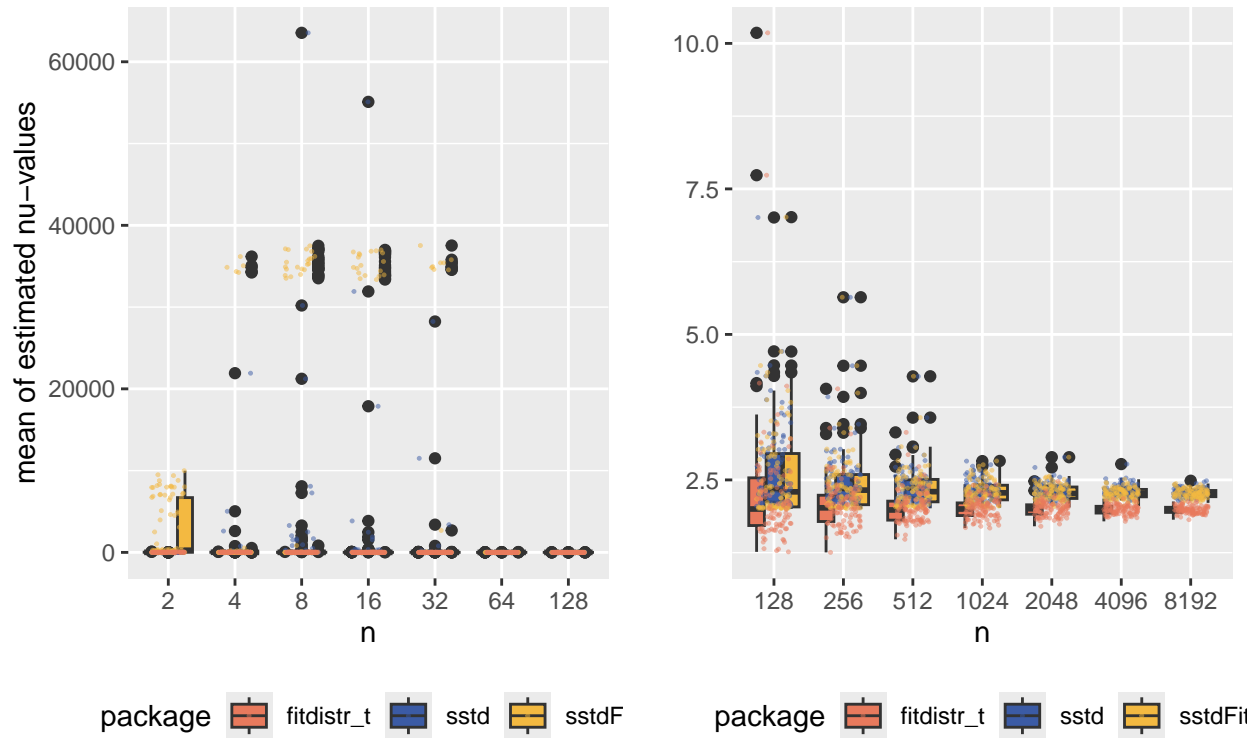 mean of estimated nu−values
60000
40000
20000
0
2 4 8 16 32 64 128
n
package fitdistr_t sstd sstdF
10.0
7.5
5.0
2.5
128 256 512 1024 2048 4096 8192
n
package fitdistr_t sstd sstdFit